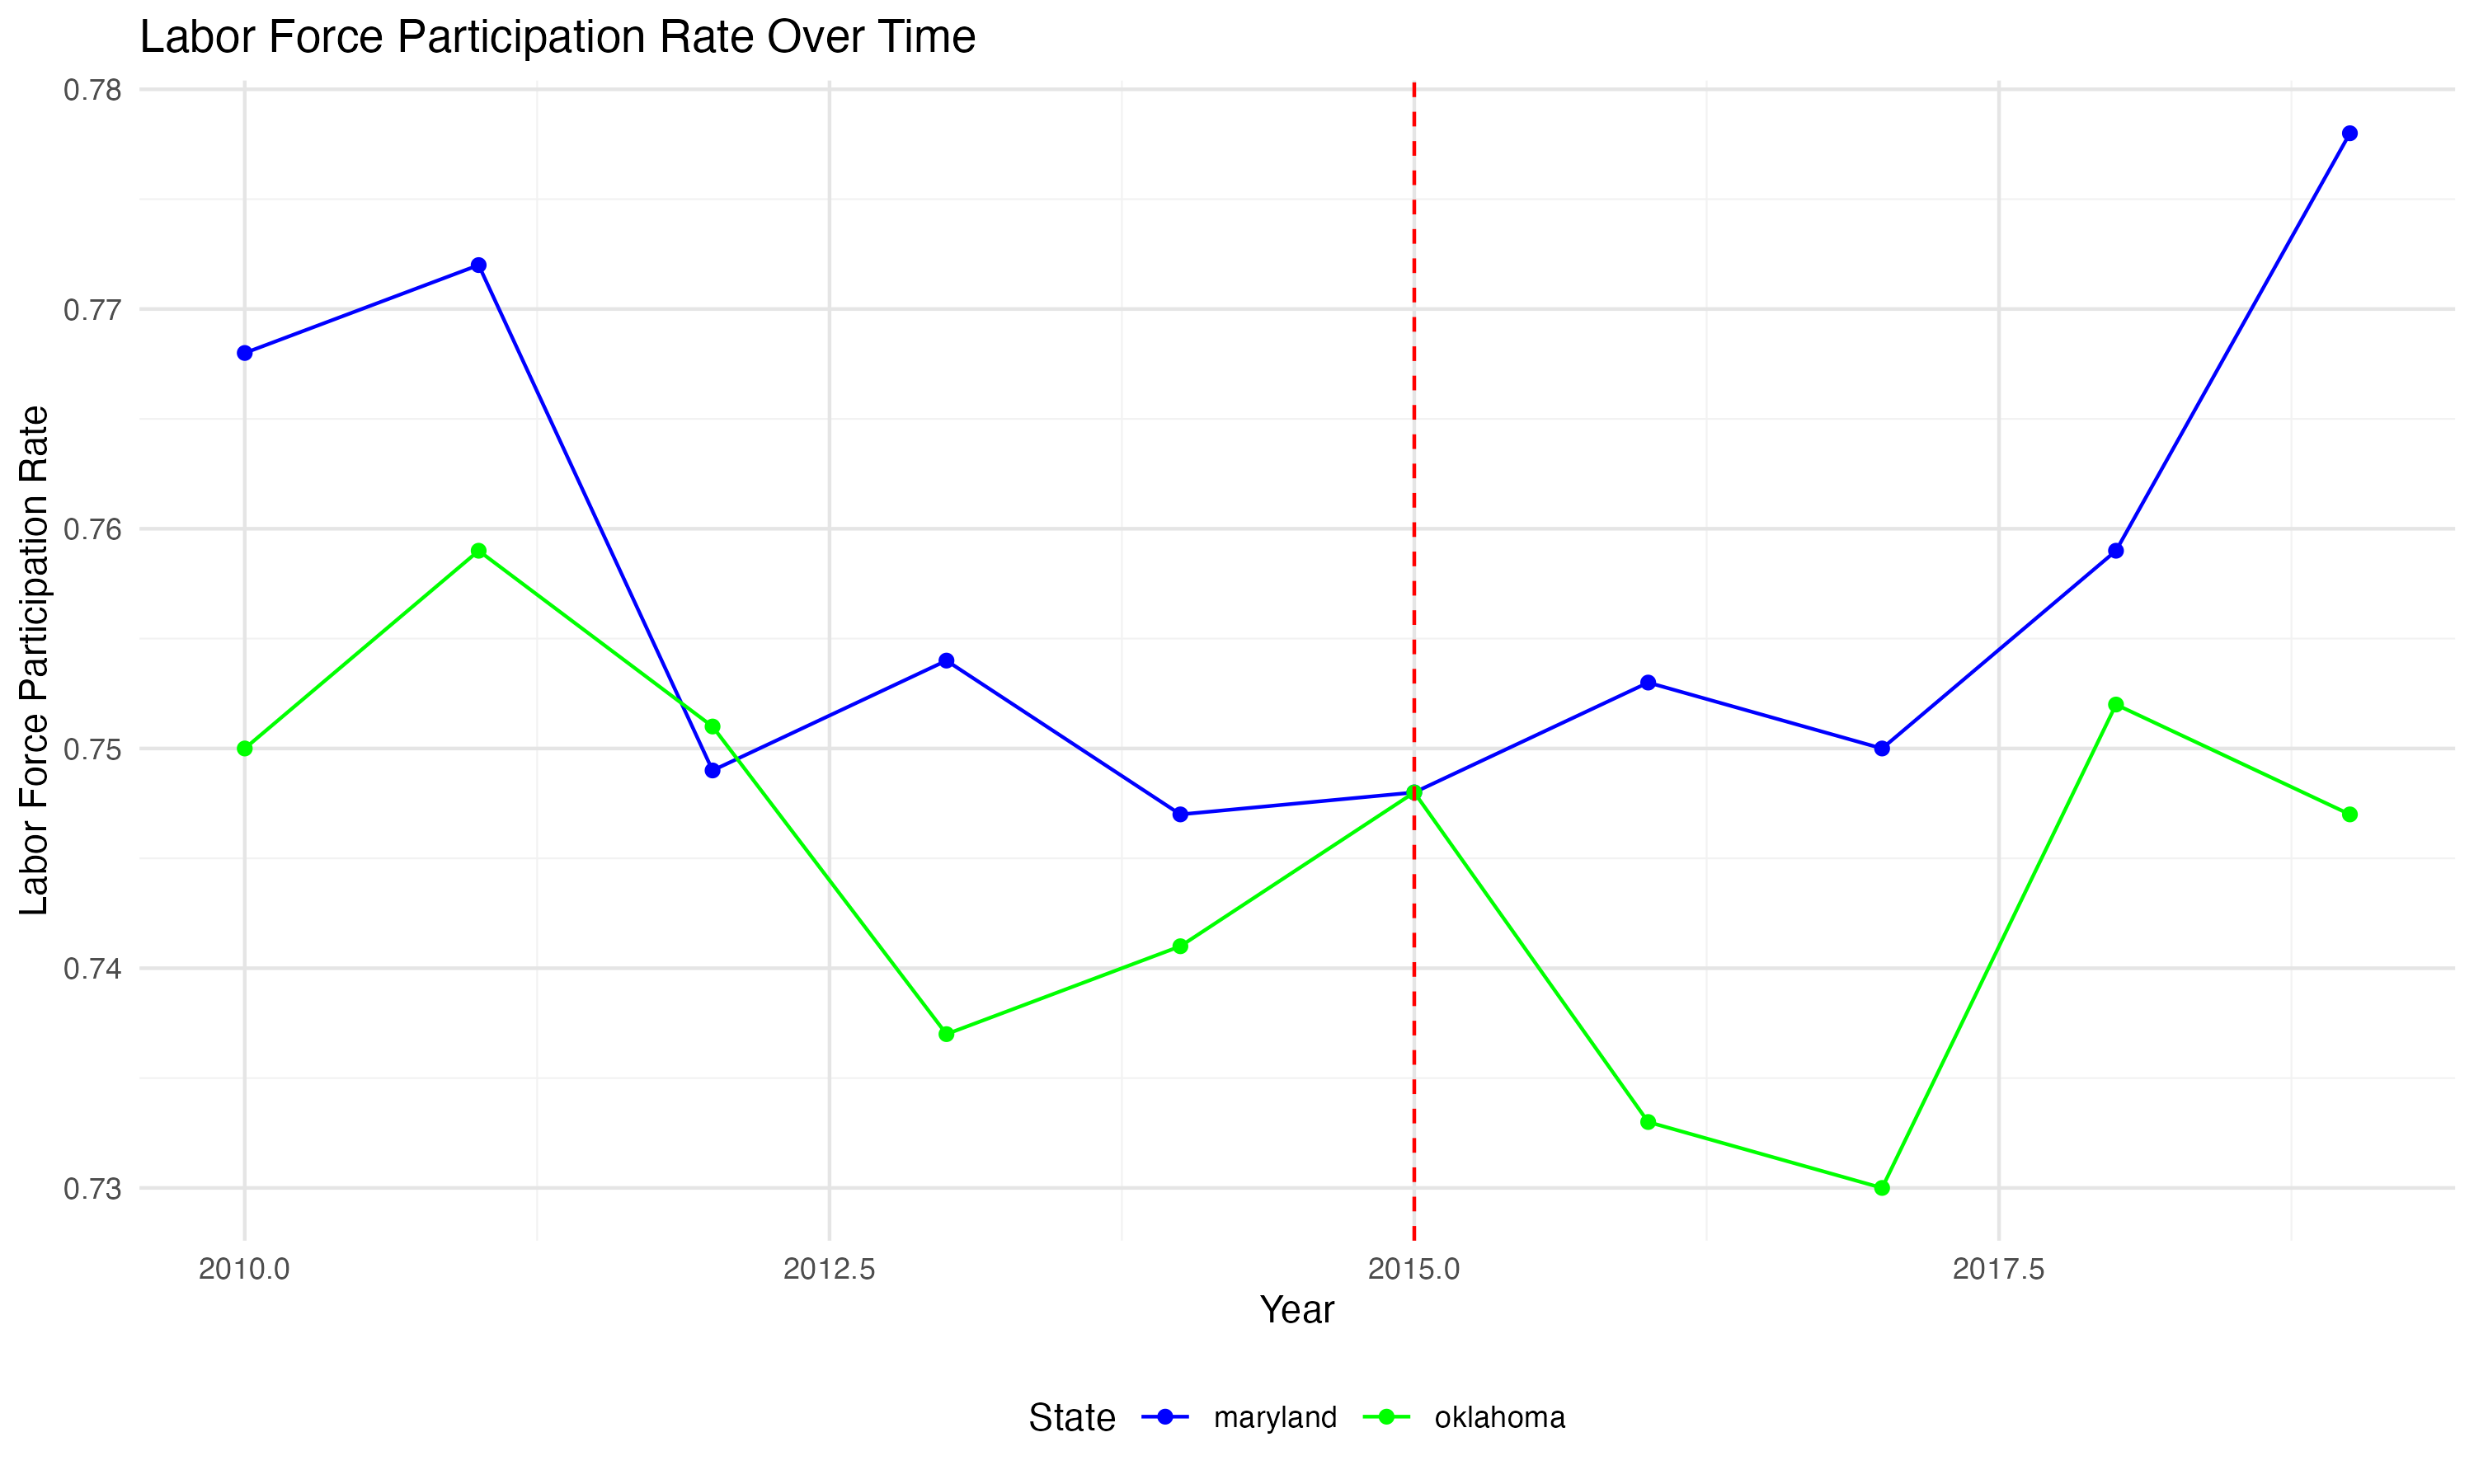 Labor Force Participation Rate Over Time
Labor Force Participation Rate
0.78
0.77
0.76
0.75
0.74
0.73
2010.0 2012.5 2015.0 2017.5
Year
State maryland oklahoma